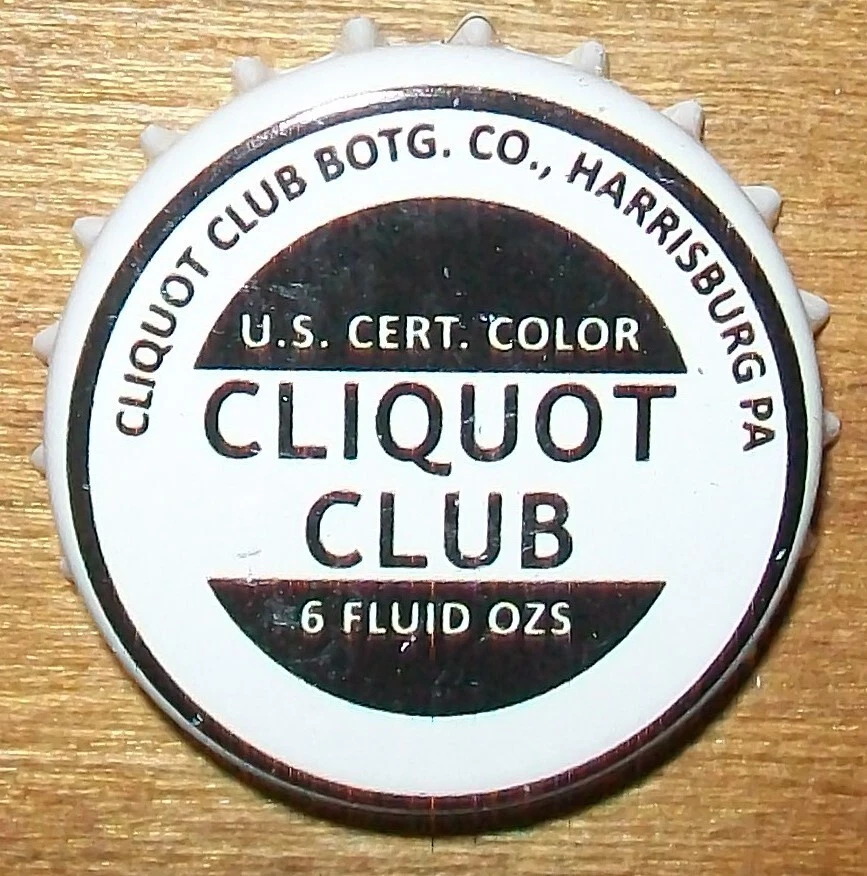 CLIQUOT CLUB BOTG. CO., HARRISBURG PA
U.S. CERT. COLOR
CLIQUOT
CLUB
6 FLUID OZS